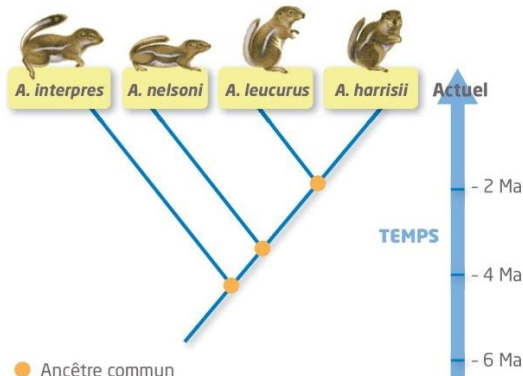 A. interpres
A. nelsoni
A. leucurus
A. harrisii
Actuel
- 2 Ma
TEMPS
- 4 Ma
- 6 Ma
Ancêtre commun